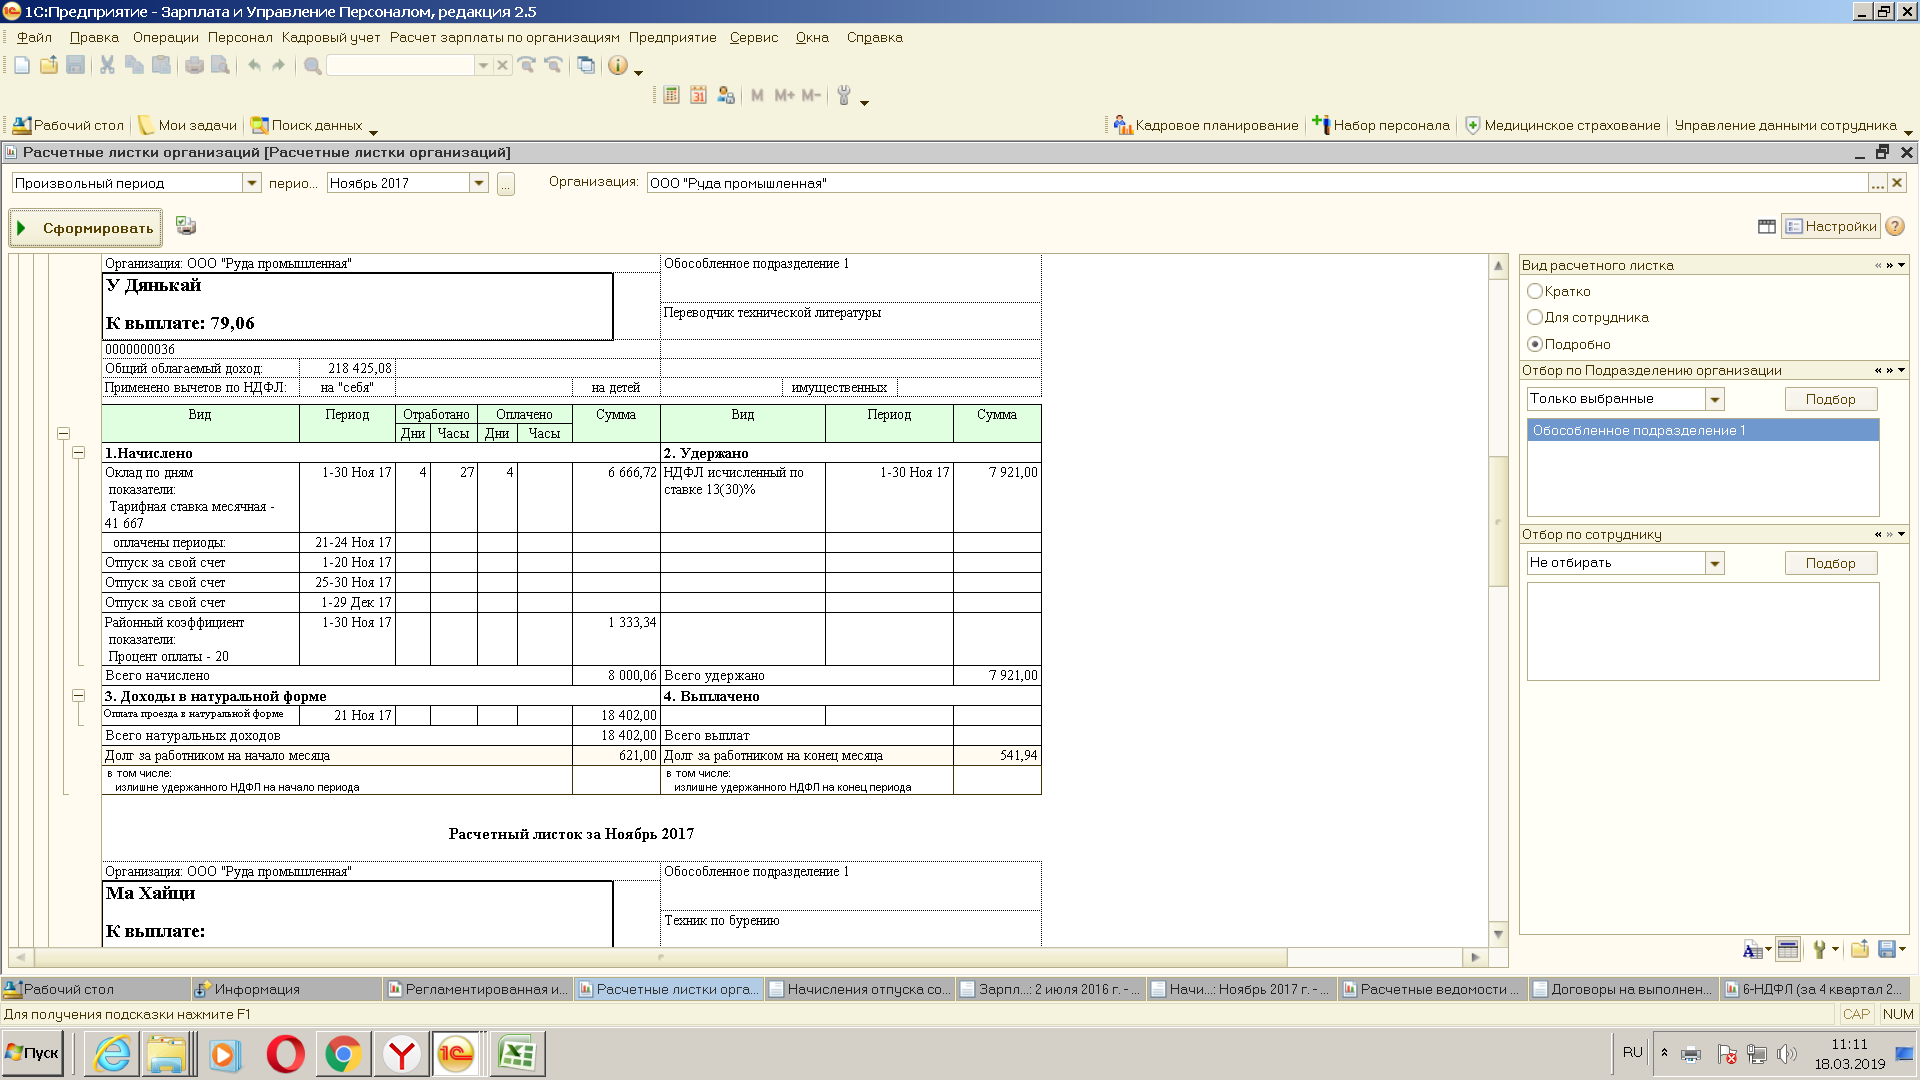 1С:Предприятие - Зарплата и Управление Персоналом, редакция 2.5
Файл Правка Операции Персонал Кадровый учет Расчет зарплаты по организациям Предприятие Сервис Окна Справка
M M+ M-
Рабочий стол Мои задачи Поиск данных Кадровое планирование Набор персонала Медицинское страхование Управление данными сотрудника
Расчетные листки организаций [Расчетные листки организаций]
Произвольный период перио... Ноябрь 2017 ... Организация: ООО "Руда промышленная" ...
Сформировать Настройки
Организация: ООО "Руда промышленная" Обособленное подразделение 1
У Дянькай
К выплате: 79,06
Переводчик технической литературы
0000000036
Общий облагаемый доход: 218 425,08
Применено вычетов по НДФЛ: на "себя" на детей имущественных
Вид Период Отработано Оплачено Сумма Вид Период Сумма
Дни Часы Дни Часы
1.Начислено 2. Удержано
Оклад по дням 1-30 Ноя 17 4 27 4 6 666,72 НДФЛ исчисленный по 1-30 Ноя 17 7 921,00
показатели: ставке 13(30)%
Тарифная ставка месячная -
41 667
оплачены периоды: 21-24 Ноя 17
Отпуск за свой счет 1-20 Ноя 17
Отпуск за свой счет 25-30 Ноя 17
Отпуск за свой счет 1-29 Дек 17
Районный коэффициент 1-30 Ноя 17 1 333,34
показатели:
Процент оплаты - 20
Всего начислено 8 000,06 Всего удержано 7 921,00
3. Доходы в натуральной форме 4. Выплачено
Оплата проезда в натуральной форме 21 Ноя 17 18 402,00
Всего натуральных доходов 18 402,00 Всего выплат
Долг за работником на начало месяца 621,00 Долг за работником на конец месяца 541,94
в том числе: в том числе:
излишне удержанного НДФЛ на начало периода излишне удержанного НДФЛ на конец периода
Расчетный листок за Ноябрь 2017
Организация: ООО "Руда промышленная" Обособленное подразделение 1
Ма Хайци
Техник по бурению
К выплате:
Вид расчетного листка
Кратко
Для сотрудника
Подробно
Отбор по Подразделению организации
Только выбранные Подбор
Обособленное подразделение 1
Отбор по сотруднику
Не отбирать Подбор
Рабочий стол Информация Регламентированная и... Расчетные листки орга... Начисления отпуска со... Зарпл...: 2 июля 2016 г. - ... Начи...: Ноябрь 2017 г. - ... Расчетные ведомости ... Договоры на выполнен... 6-НДФЛ (за 4 квартал 2...
Для получения подсказки нажмите F1 CAP NUM
Пуск RU 11:11
18.03.2019